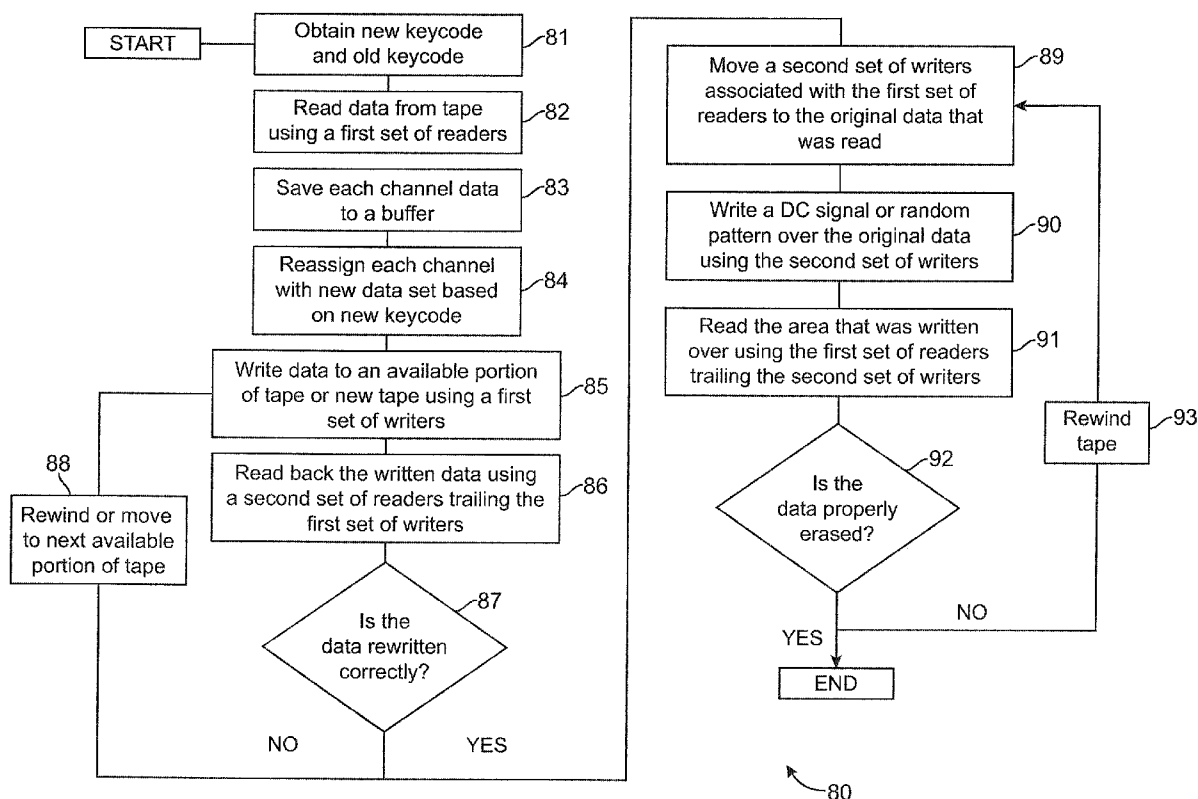 START
Obtain new keycode
and old keycode
81
Read data from tape
using a first set of readers
82
Save each channel data
to a buffer
83
Reassign each channel
with new data set based
on new keycode
84
Write data to an available portion
of tape or new tape using a first
set of writers
85
Read back the written data using
a second set of readers trailing the
first set of writers
86
Is the
data rewritten
correctly?
87
NO
YES
88
Rewind or move
to next available
portion of tape
Move a second set of writers
associated with the first set of
readers to the original data that
was read
89
Write a DC signal or random
pattern over the original data
using the second set of writers
90
Read the area that was written
over using the first set of readers
trailing the second set of writers
91
Is the
data properly
erased?
92
NO
YES
Rewind
tape
93
END
80